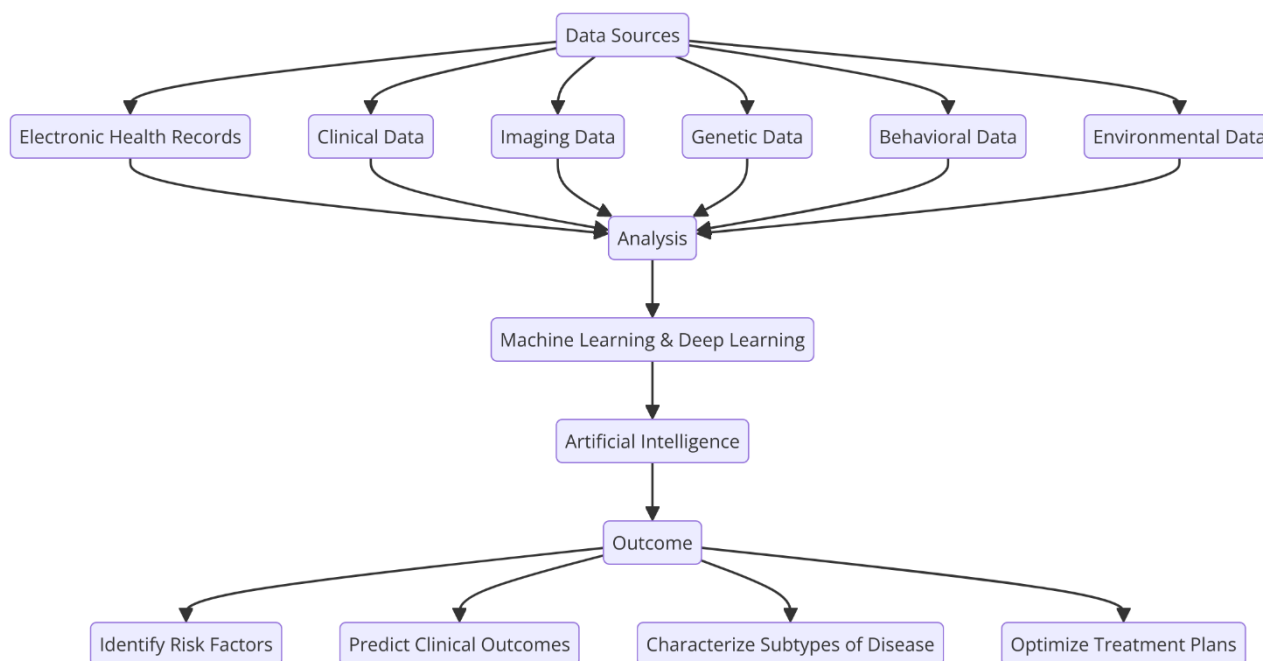 Data Sources
Electronic Health Records
Clinical Data
Imaging Data
Genetic Data
Behavioral Data
Environmental Data
Analysis
Machine Learning & Deep Learning
Artificial Intelligence
Outcome
Identify Risk Factors
Predict Clinical Outcomes
Characterize Subtypes of Disease
Optimize Treatment Plans